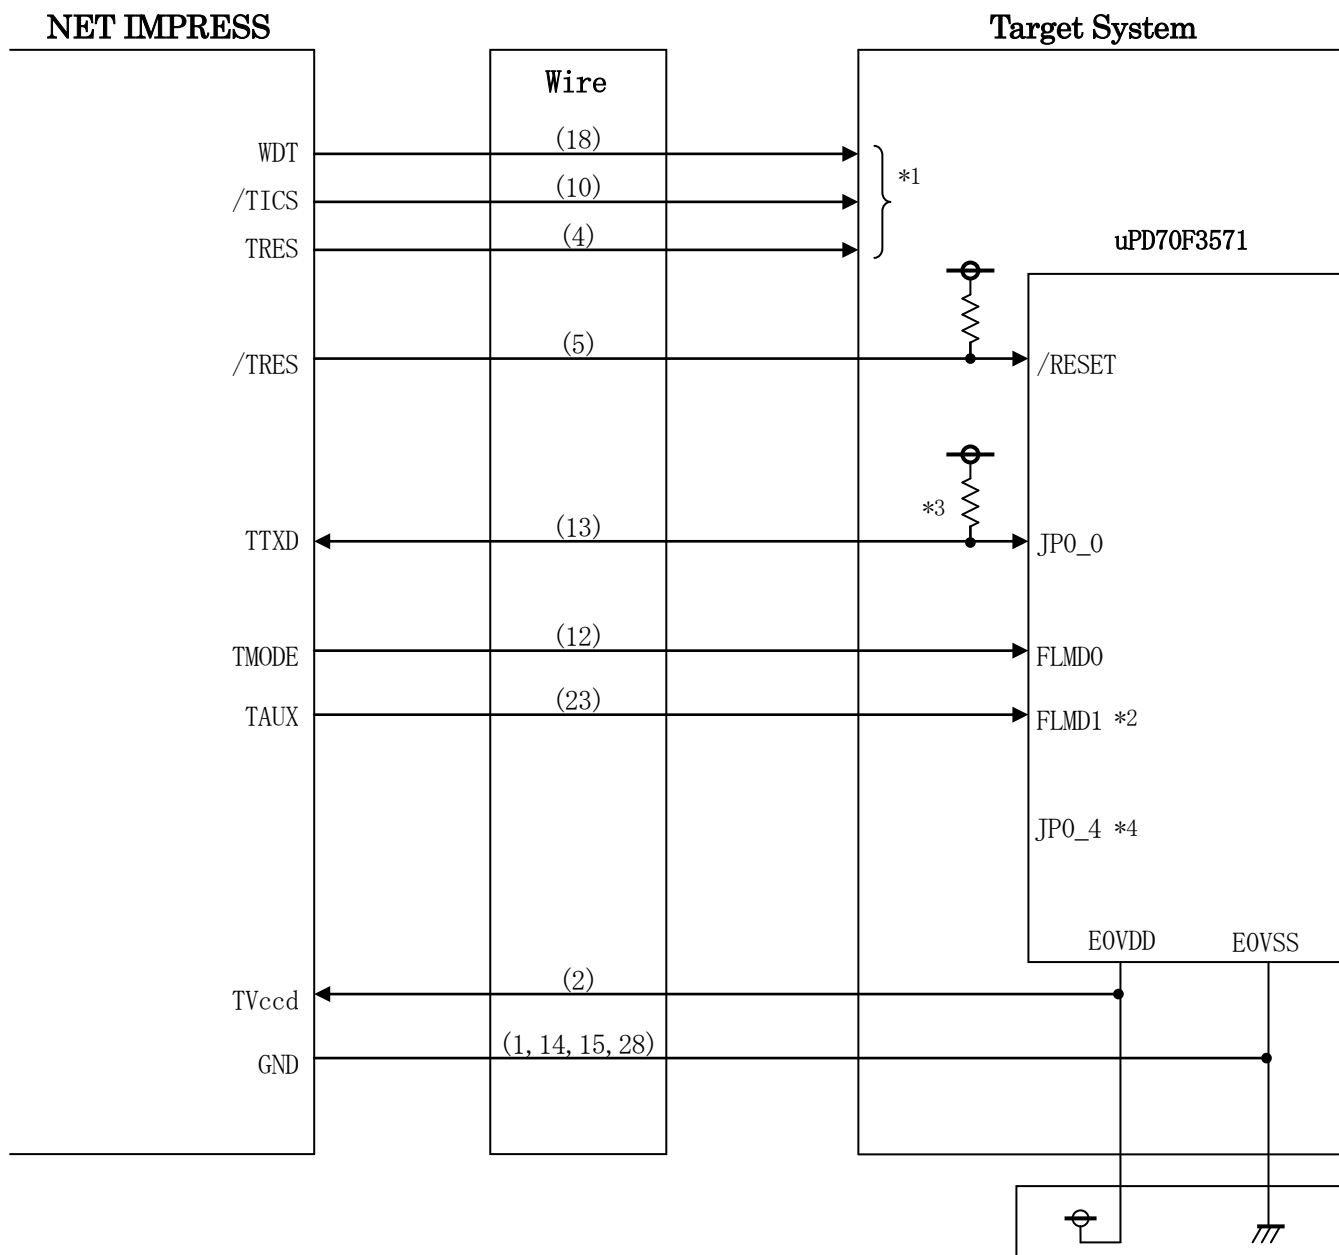 NET IMPRESS
Target System
Wire
WDT
(18)
*1
/TICS
(10)
TRES
(4)
uPD70F3571
/TRES
(5)
/RESET
*3
TTXD
(13)
JP0_0
TMODE
(12)
FLMD0
TAUX
(23)
FLMD1 *2
JP0_4 *4
E0VDD
E0VSS
TVccd
(2)
GND
(1,14,15,28)